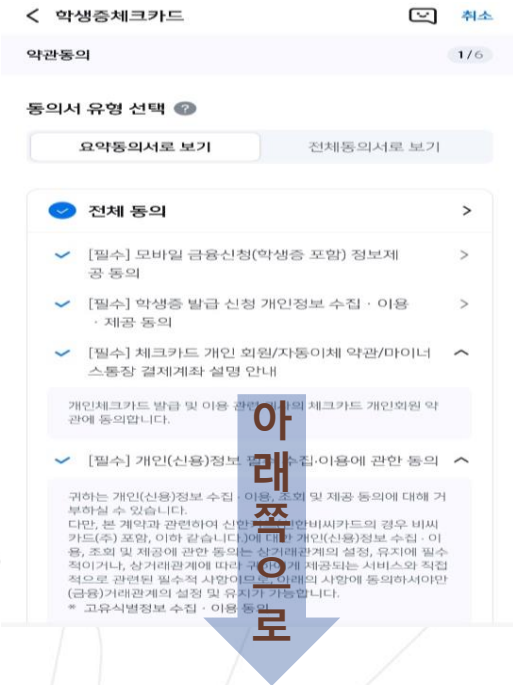 학생증체크카드 취소
약관동의 1/6
동의서 유형 선택 ?
요약동의서로 보기 전체동의서로 보기
전체 동의
[필수] 모바일 금융신청(학생증 포함) 정보제
공 동의
[필수] 학생증 발급 신청 개인정보 수집 · 이용
· 제공 동의
[필수] 체크카드 개인 회원/자동이체 약관/마이너
스통장 결제계좌 설명 안내
개인체크카드 발급 및 이용 관련 체크카드 개인회원 약
관에 동의합니다.
[필수] 개인(신용)정보 필수 수집·이용에 관한 동의
귀하는 개인(신용)정보 수집 · 이용, 조회 및 제공 동의에 대해 거
부하실 수 있습니다.
다만, 본 계약과 관련하여 신한비씨카드의 경우 비씨
카드(주) 포함, 이하 같습니다.)에 대한 개인(신용)정보 수집 · 이
용, 조회 및 제공에 관한 동의는 상거래관계의 설정, 유지에 필수
적이거나, 상거래관계에 따라 귀하에게 제공되는 서비스와 직접
적으로 관련된 필수적 사항이므로, 아래의 사항에 동의하셔야만
(금융)거래관계의 설정 및 유지가 가능합니다.
* 고유식별정보 수집 · 이용 동의
아래쪽으로